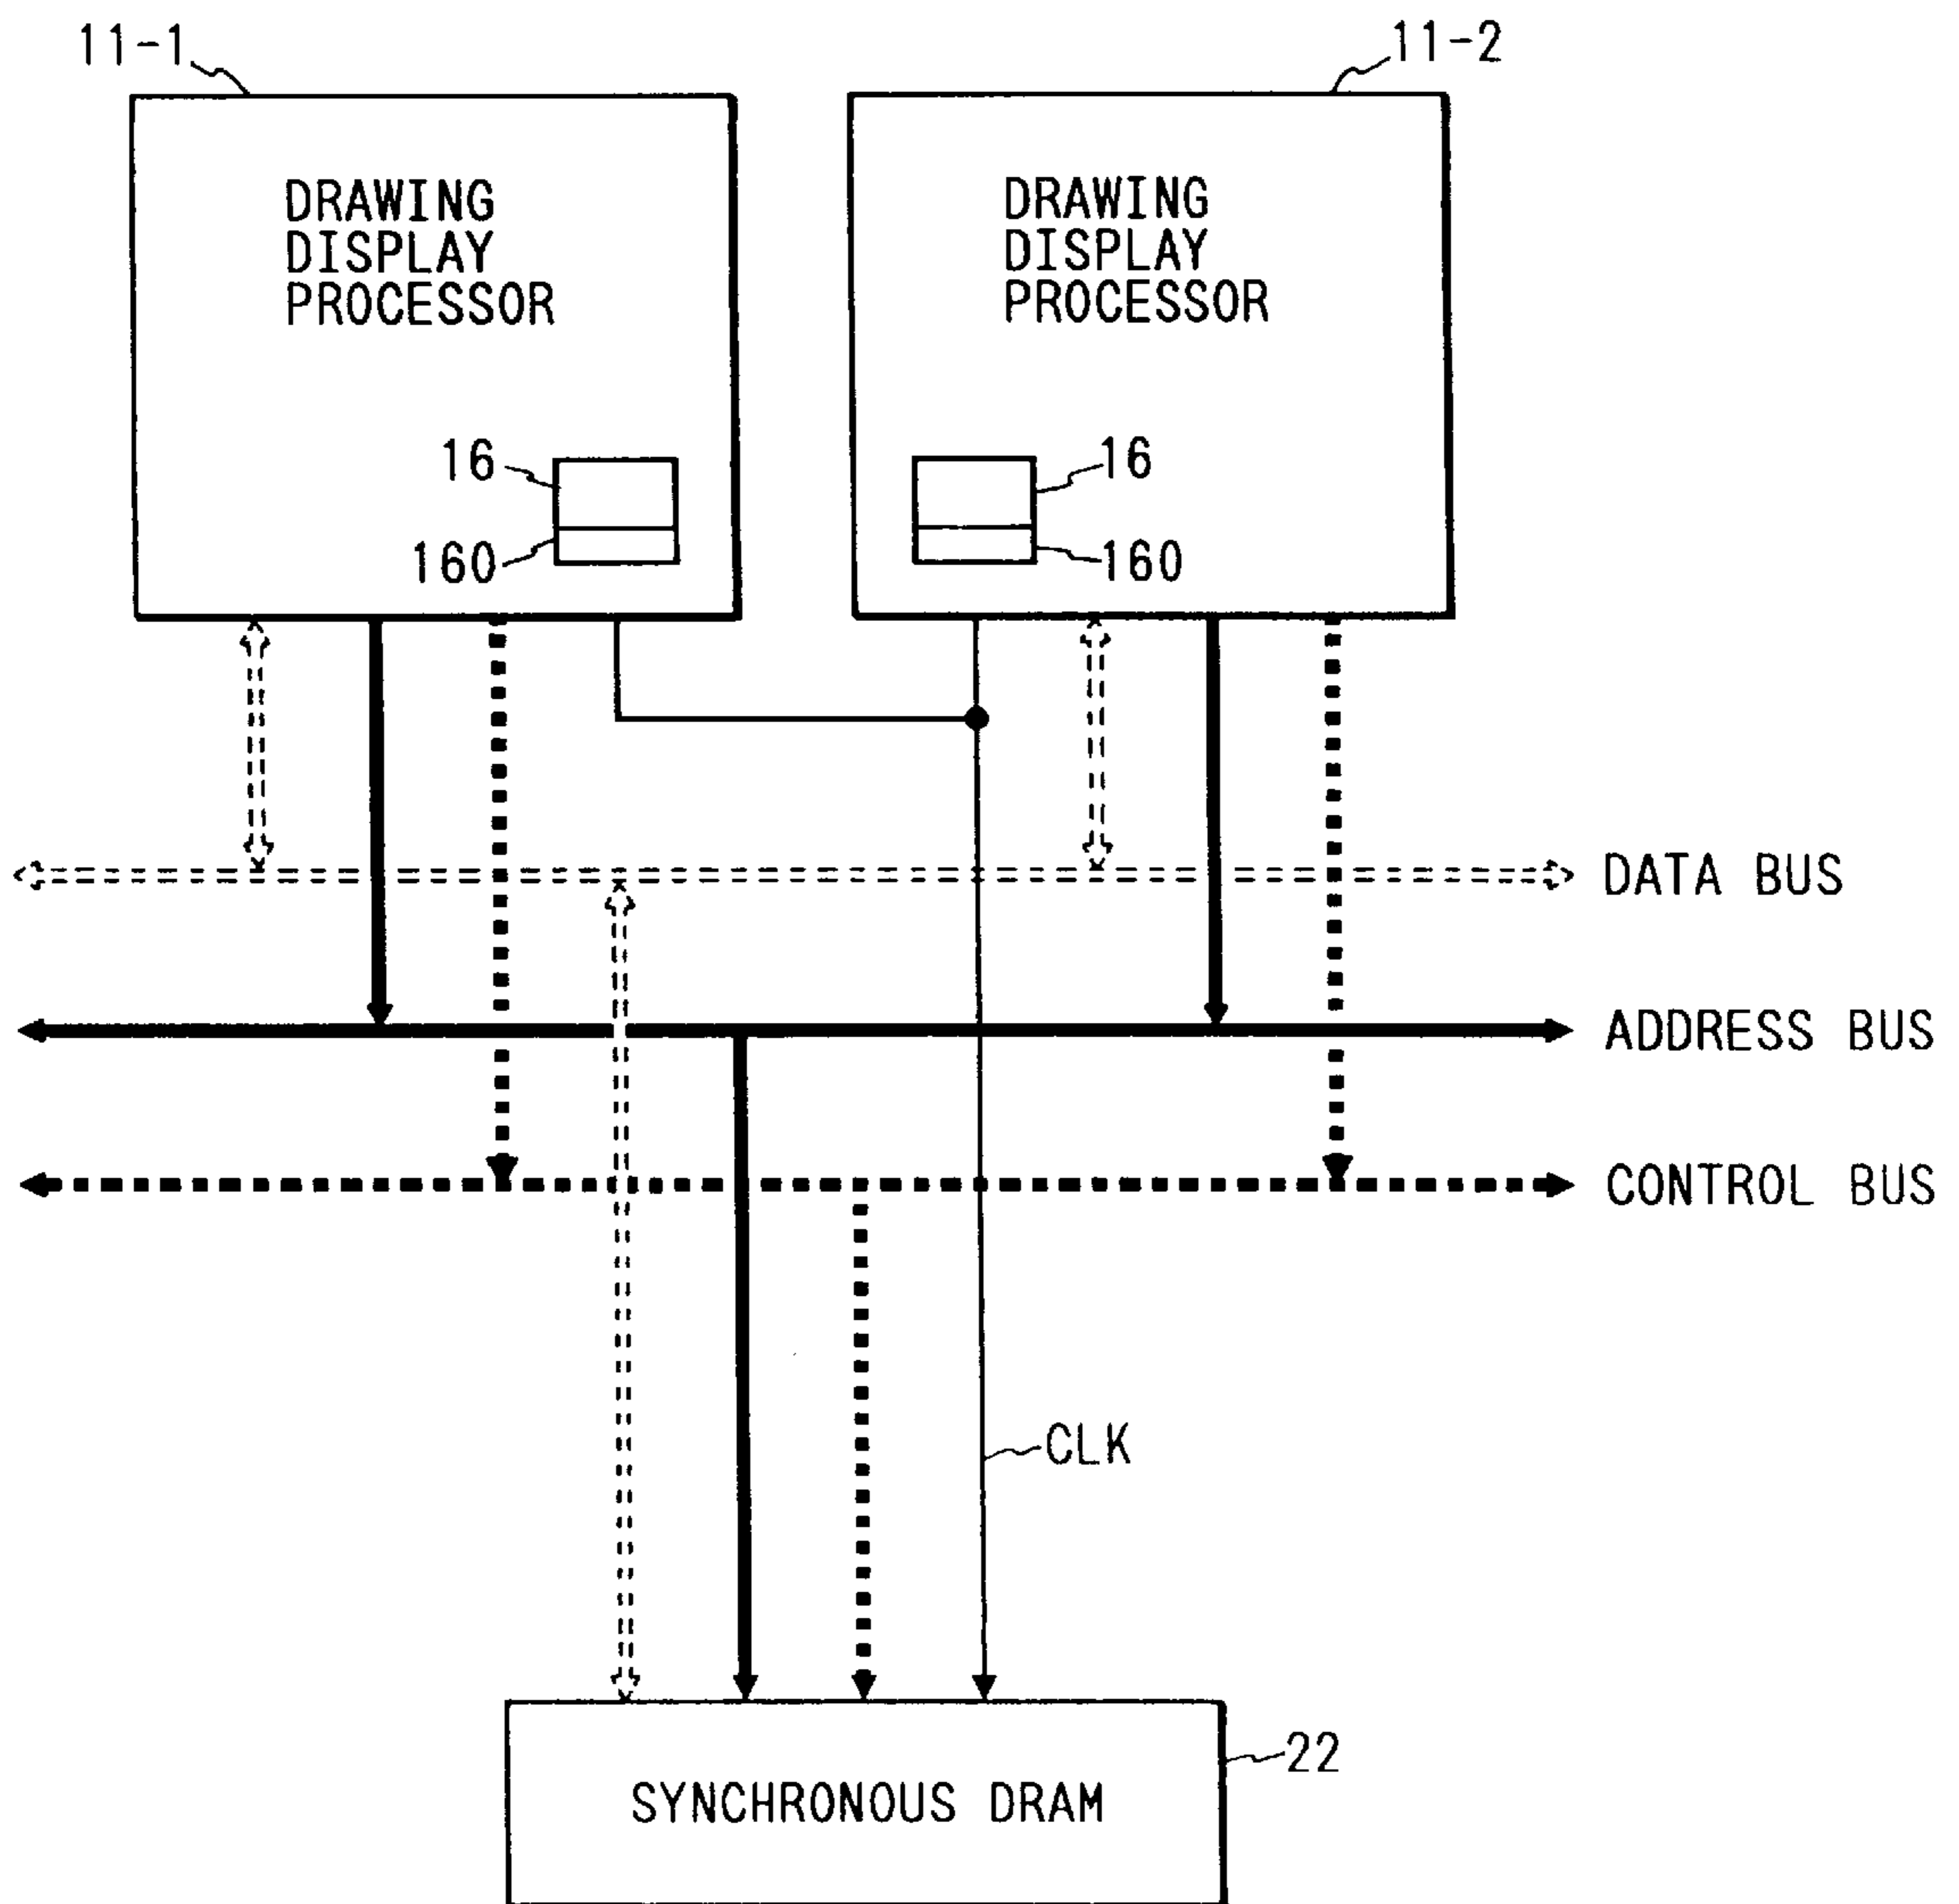 11-1
11-2
DRAWING
DISPLAY
PROCESSOR
DRAWING
DISPLAY
PROCESSOR
16
160
16
160
DATA BUS
ADDRESS BUS
CONTROL BUS
CLK
22
SYNCHRONOUS DRAM